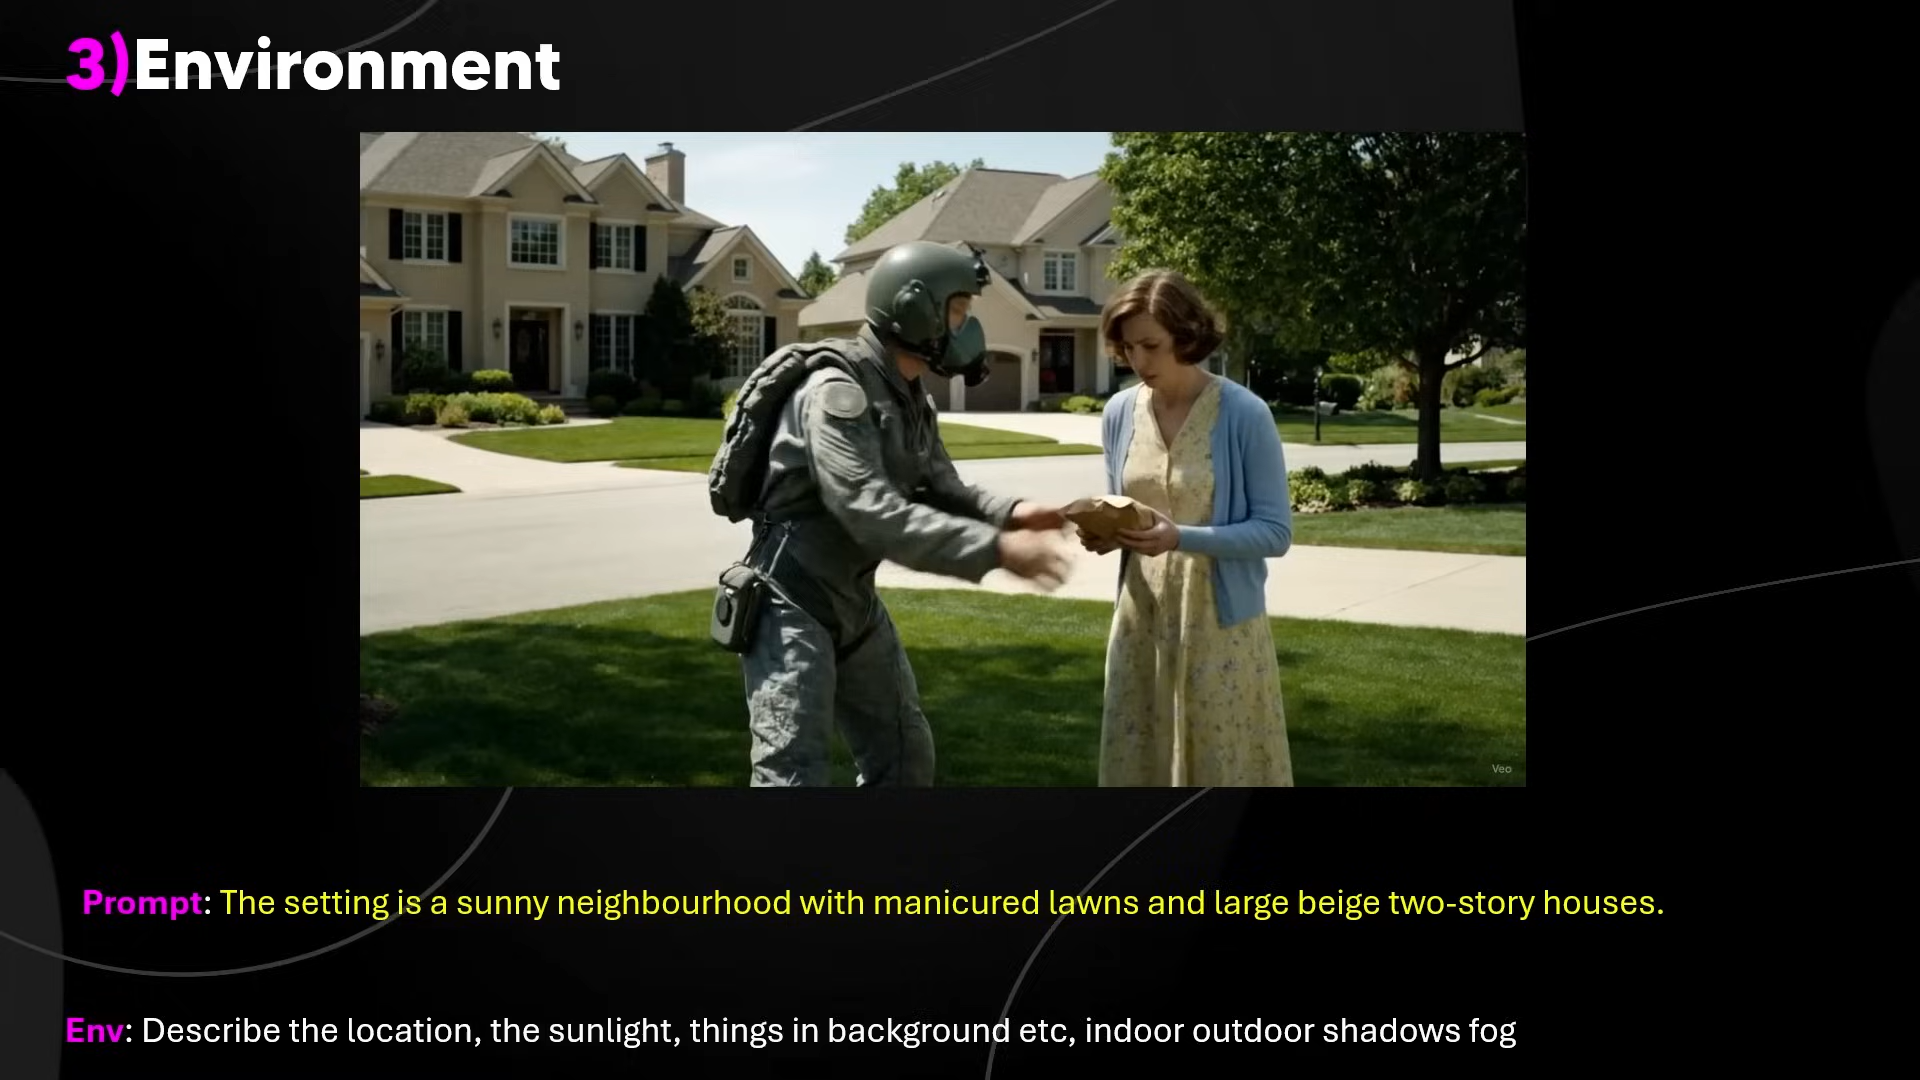 3)Environment
Veo
Prompt: The setting is a sunny neighbourhood with manicured lawns and large beige two-story houses.
Env: Describe the location, the sunlight, things in background etc, indoor outdoor shadows fog